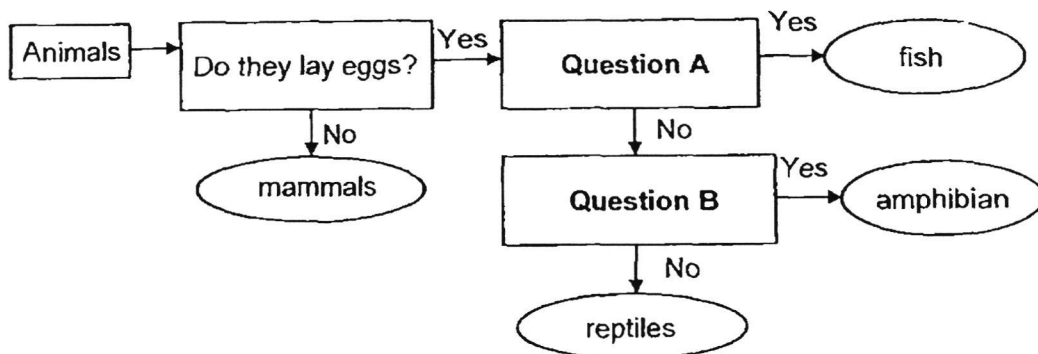 Animals
Do they lay eggs?
Yes
Question A
Yes
fish
No
mammals
No
Question B
Yes
amphibian
No
reptiles